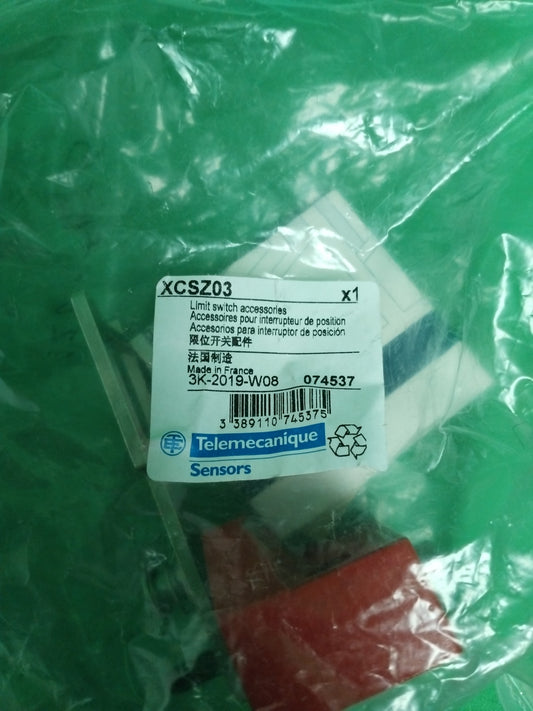 XCSZ03 x1
LImit switch accessories
Accessoires pour interrupteur de position
Accesorios para interruptor de posición
限位开关配件
法国制造
Made in France
3K-2019-W08 074537
3 389110 745375
Telemecanique
Sensors